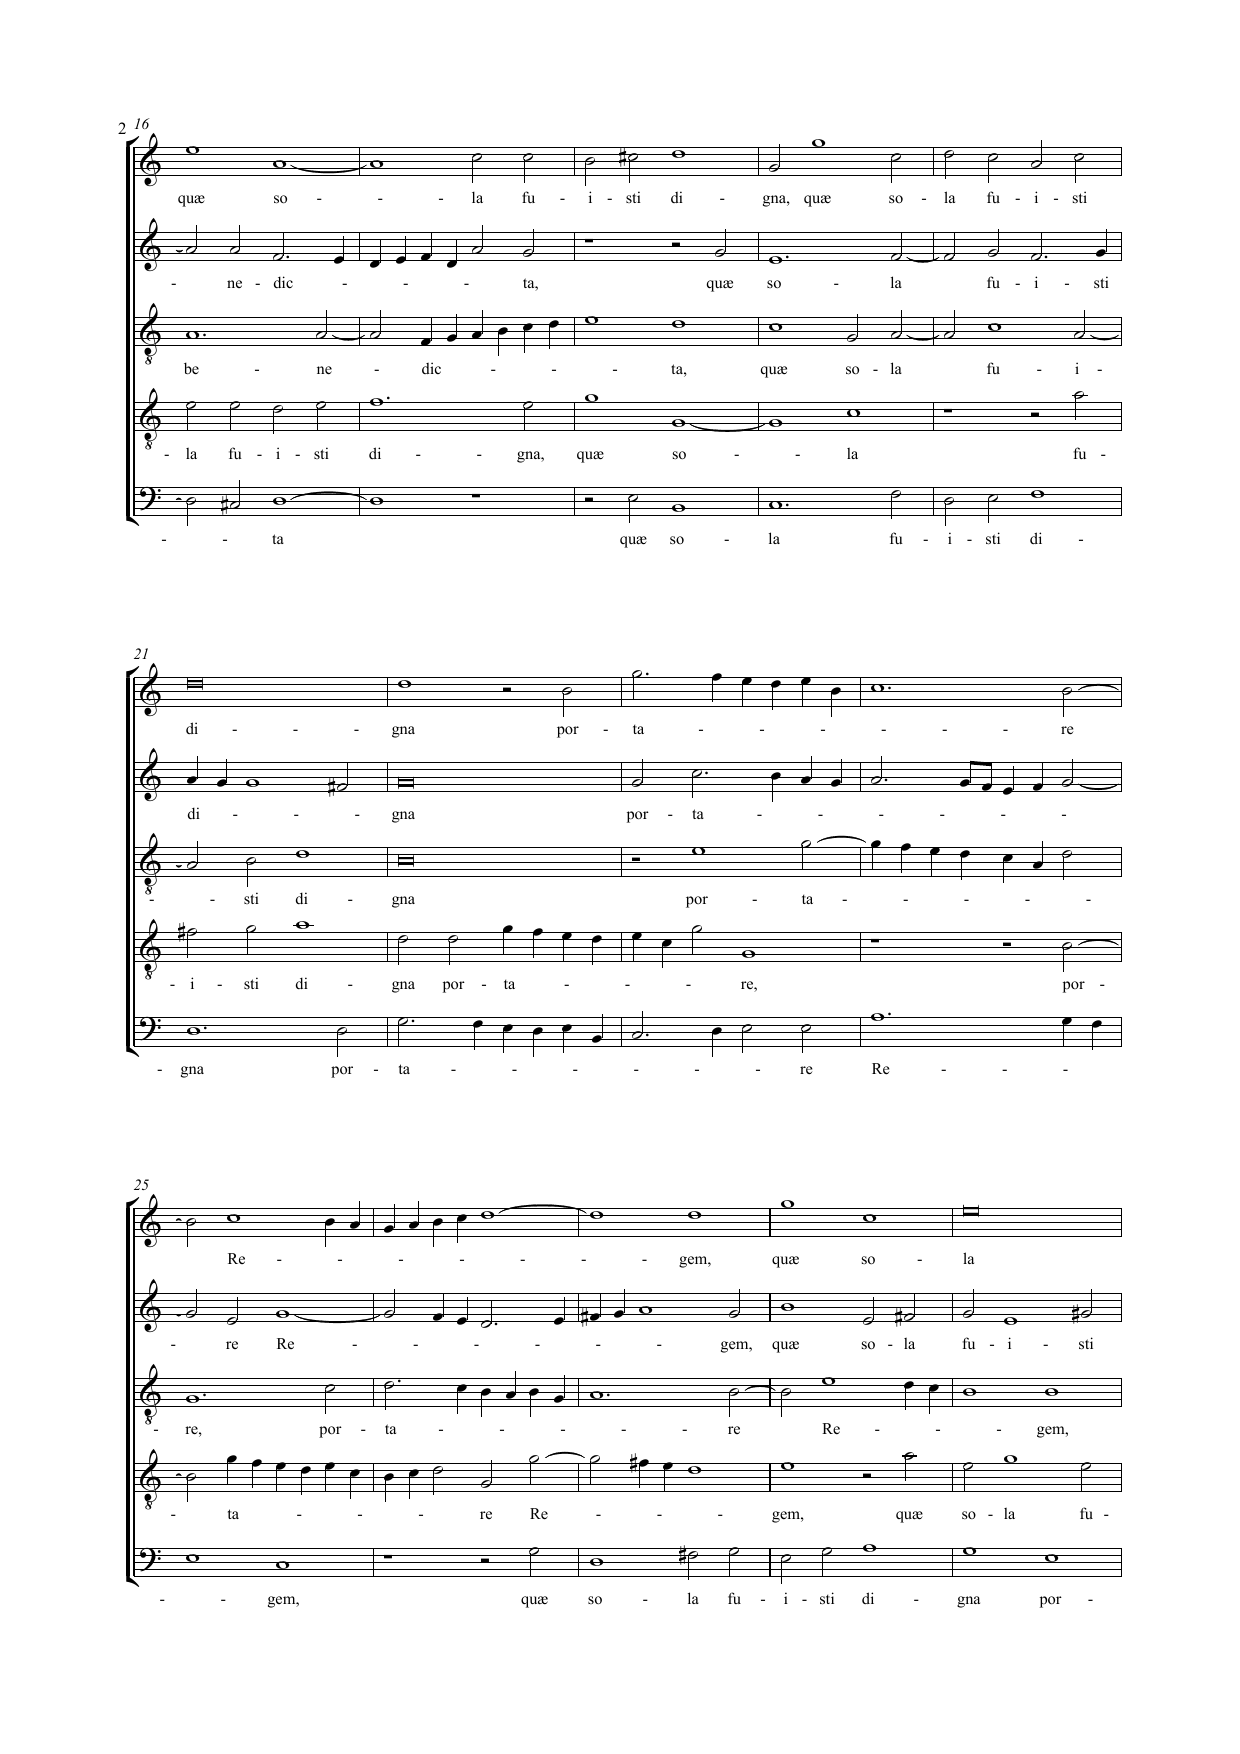 2 16
quæ so - - - la fu - i - sti di - gna, quæ so - la fu - i - sti
- ne - dic - - - - ta, quæ so - la fu - i - sti
be - ne - dic - - - ta, quæ so - la fu - i -
- la fu - i - sti di - - gna, quæ so - - - la fu -
- - ta quæ so - la fu - i - sti di -
21
di - - - gna por - ta - - - - - - re
di - - - gna por - ta - - - - - -
- - sti di - gna por - ta - - - - -
- i - sti di - gna por - ta - - - re, por -
- gna por - ta - - - - - - re Re - - -
25
Re - - - - - - - gem, quæ so - la
- re Re - - - - - - gem, quæ so - la fu - i - sti
- re, por - ta - - - - - re Re - - - gem,
- ta - - - - re Re - - - gem, quæ so - la fu -
- - gem, quæ so - la fu - i - sti di - gna por -